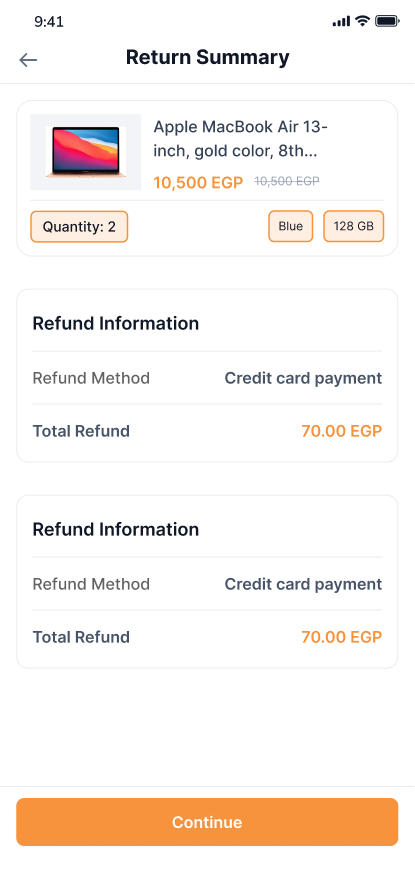 9:41
Return Summary
Apple MacBook Air 13-
inch, gold color, 8th...
10,500 EGP 10,500 EGP
Quantity: 2 Blue 128 GB
Refund Information
Refund Method Credit card payment
Total Refund 70.00 EGP
Refund Information
Refund Method Credit card payment
Total Refund 70.00 EGP
Continue